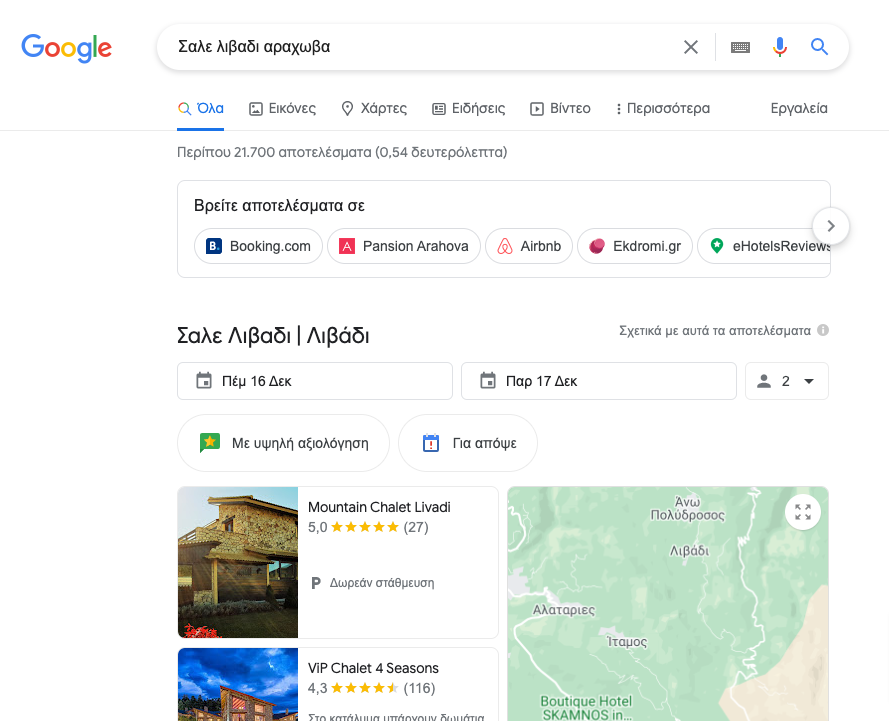 Google
Σαλε λιβαδι αραχωβα
Όλα Εικόνες Χάρτες Ειδήσεις Βίντεο Περισσότερα Εργαλεία
Περίπου 21.700 αποτελέσματα (0,54 δευτερόλεπτα)
Βρείτε αποτελέσματα σε
B. Booking.com Pansion Arahova Airbnb Ekdromi.gr eHotelsReviews
Σαλε Λιβαδι | Λιβάδι
Σχετικά με αυτά τα αποτελέσματα
Πέμ 16 Δεκ
Παρ 17 Δεκ
2
Με υψηλή αξιολόγηση
Για απόψε
Mountain Chalet Livadi
5,0 (27)
P Δωρεάν στάθμευση
ViP Chalet 4 Seasons
4,3 (116)
Στο κατάλυμα υπάρχουν δωμάτια
Άνω
Πολύδροσος
Λιβάδι
Αλαταριες
Ίταμος
Boutique Hotel
SKAMNOS in...